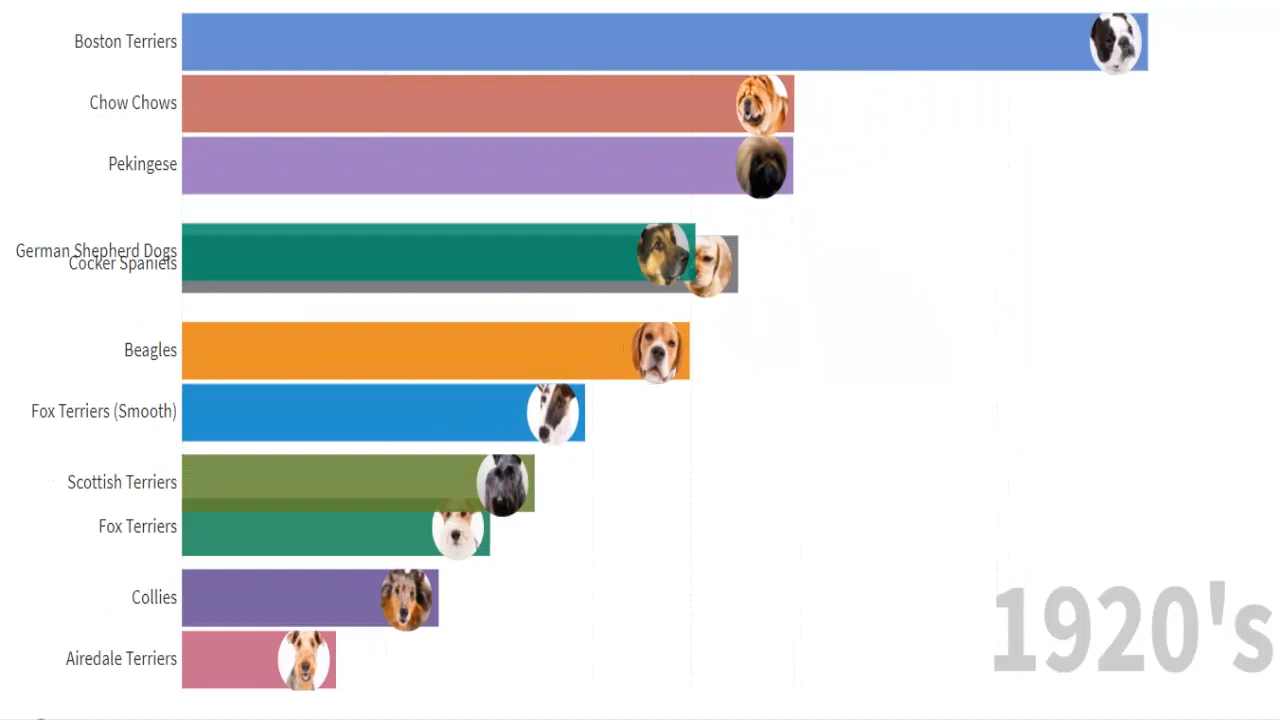 Boston Terriers
Chow Chows
Pekingese
German Shepherd Dogs
Cocker Spaniels
Beagles
Fox Terriers (Smooth)
Scottish Terriers
Fox Terriers
Collies
Airedale Terriers
1920's